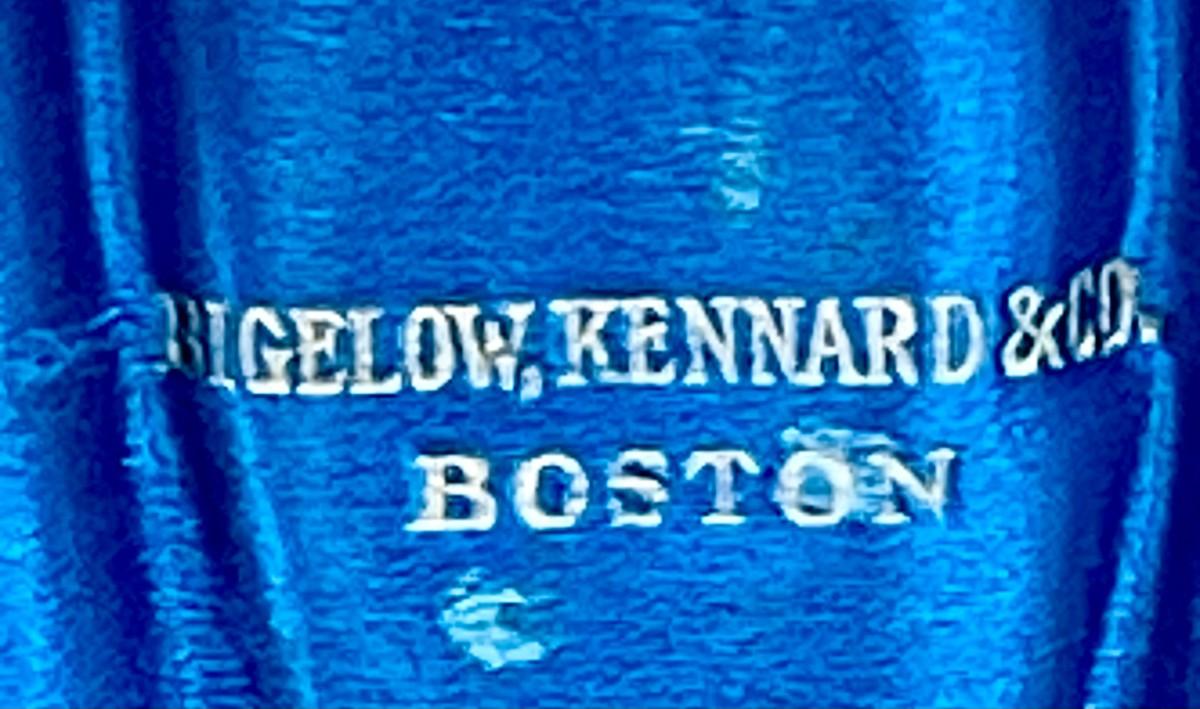 BIGELOW, KENNARD & CO.
BOSTON